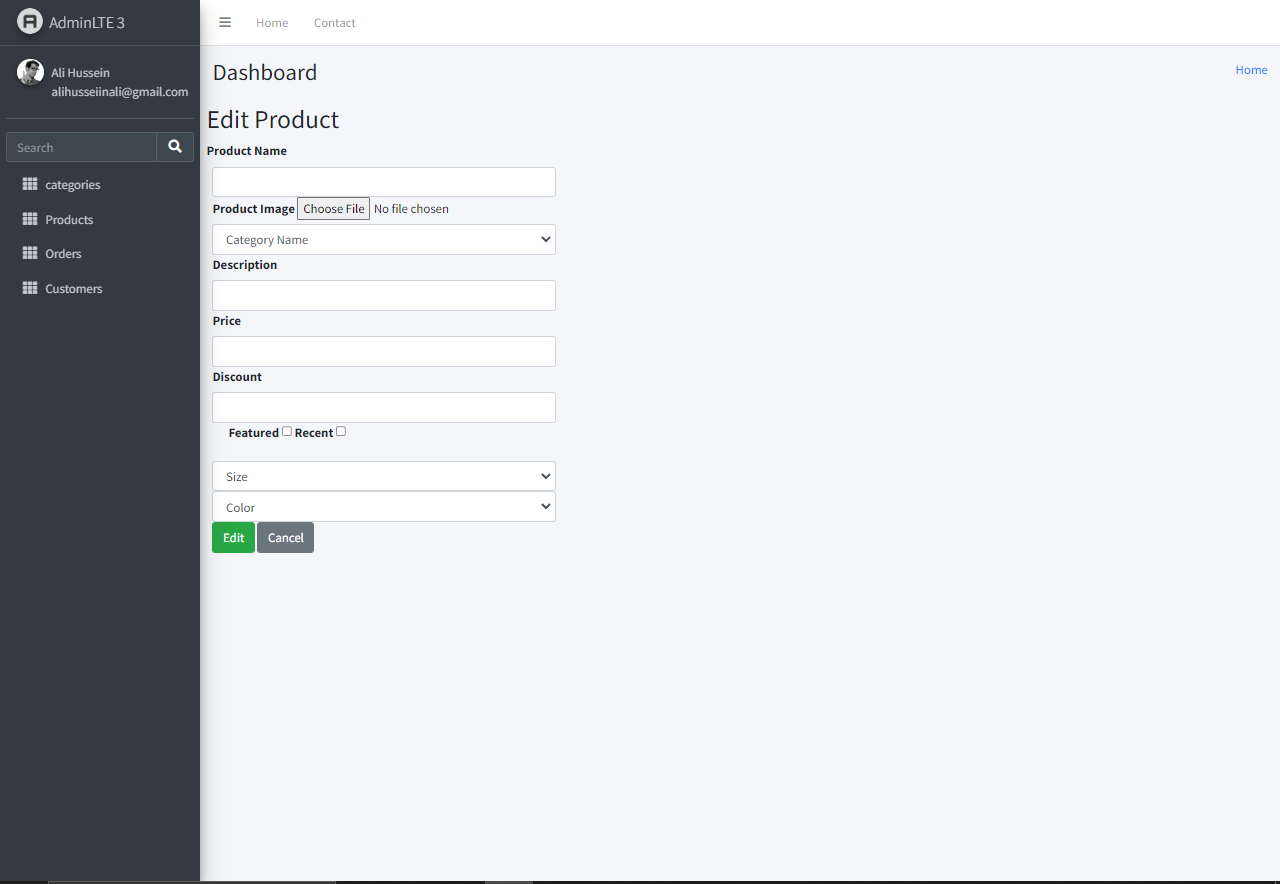 AdminLTE 3
Home Contact
Ali Hussein
alihusseiinali@gmail.com
Dashboard
Home
Search
categories
Products
Orders
Customers
Edit Product
Product Name
Product Image Choose File No file chosen
Category Name
Description
Price
Discount
Featured Recent
Size
Color
Edit Cancel